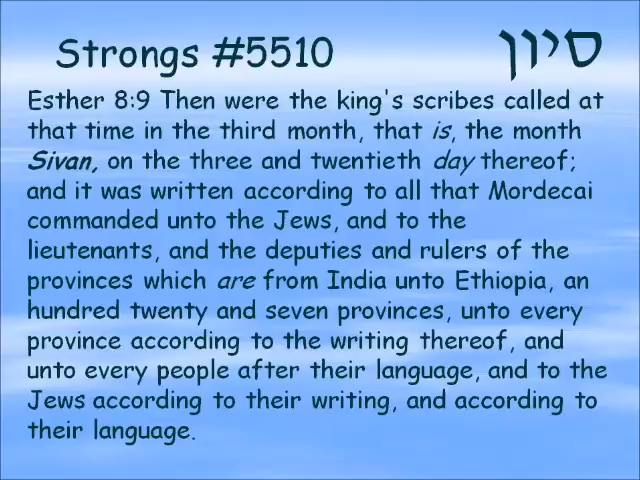 Strongs #5510 סיון
Esther 8:9 Then were the king's scribes called at
that time in the third month, that is, the month
Sivan, on the three and twentieth day thereof;
and it was written according to all that Mordecai
commanded unto the Jews, and to the
lieutenants, and the deputies and rulers of the
provinces which are from India unto Ethiopia, an
hundred twenty and seven provinces, unto every
province according to the writing thereof, and
unto every people after their language, and to the
Jews according to their writing, and according to
their language.